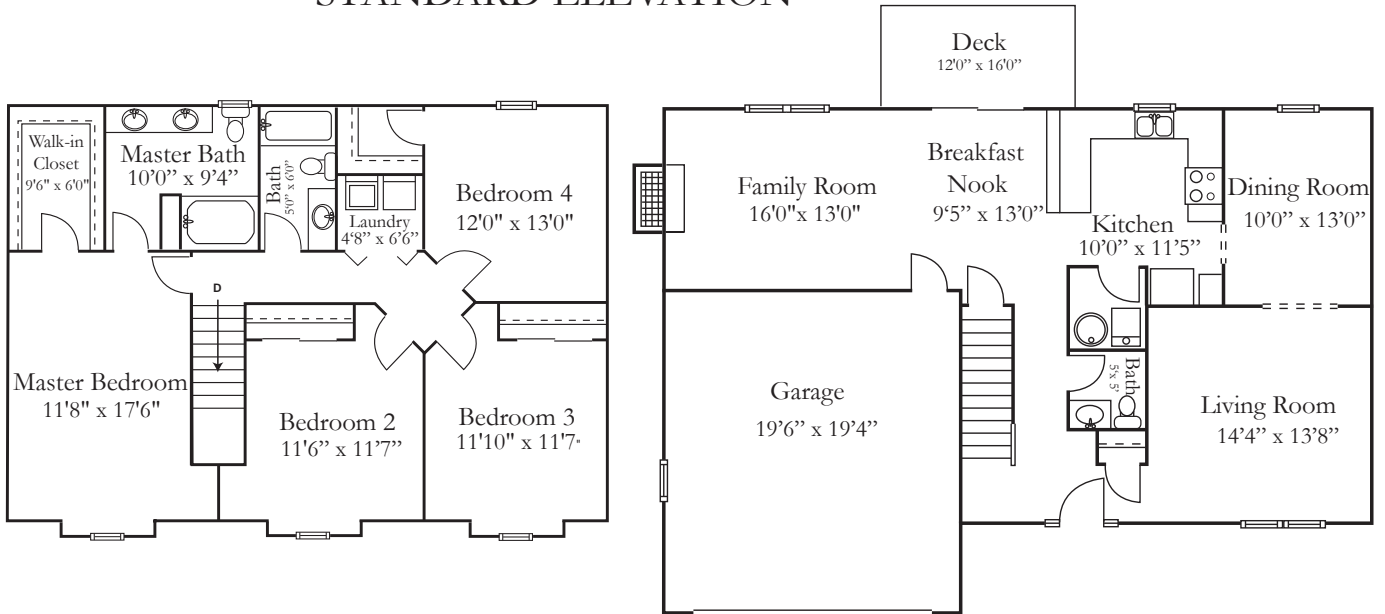 STANDARD ELEVATION
Deck
12'0” x 16'0”
Walk-in
Closet
9'6" x 6'0"
Master Bath
10'0” x 9'4”
Bath
5'0” x 6'0”
Laundry
4'8” x 6'6”
Bedroom 4
12'0" x 13'0"
D
Master Bedroom
11'8" x 17'6"
Bedroom 2
11'6” x 11'7”
Bedroom 3
11'10" x 11'7"
Family Room
16'0"x 13'0"
Breakfast
Nook
9‘5” x 13'0”
Kitchen
10'0” x 11'5”
Dining Room
10'0” x 13'0”
Garage
19'6” x 19'4”
Bath
5‘x 5'
Living Room
14'4” x 13'8”